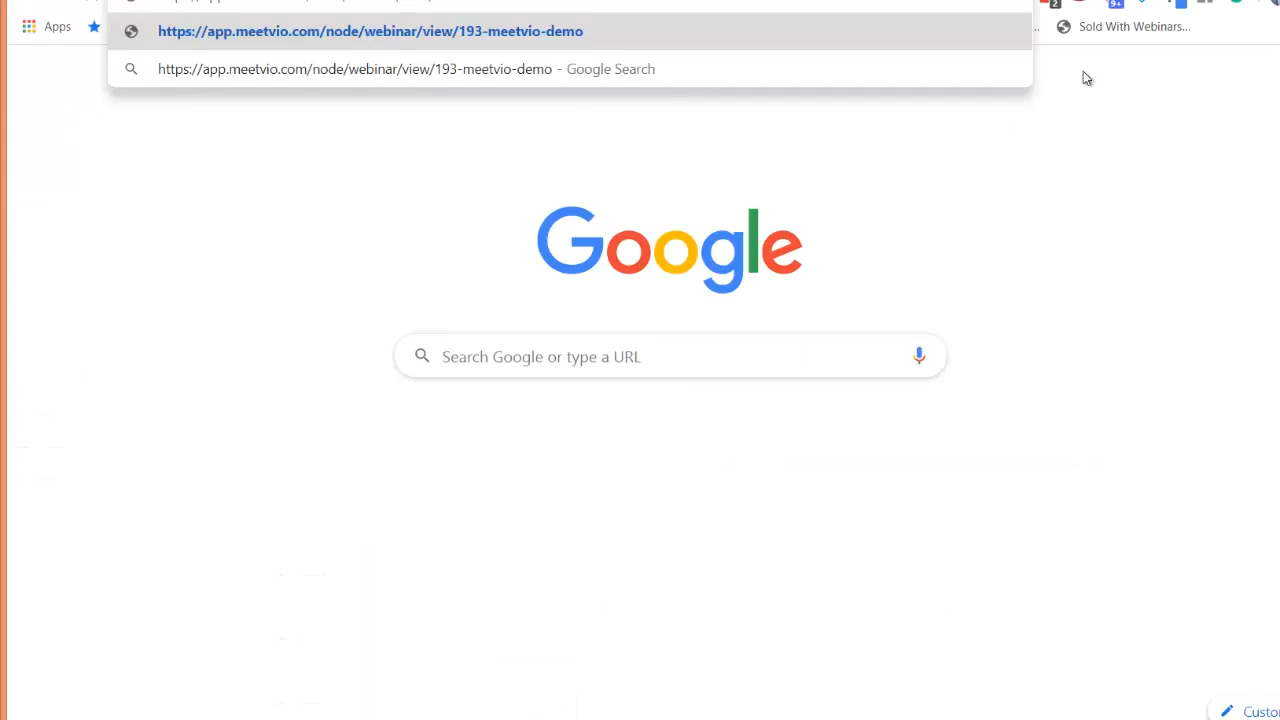 https://app.meetvio.com/node/webinar/view/193-meetvio-demo
Apps
Sold With Webinars...
https://app.meetvio.com/node/webinar/view/193-meetvio-demo - Google Search
Google
Search Google or type a URL
Custo